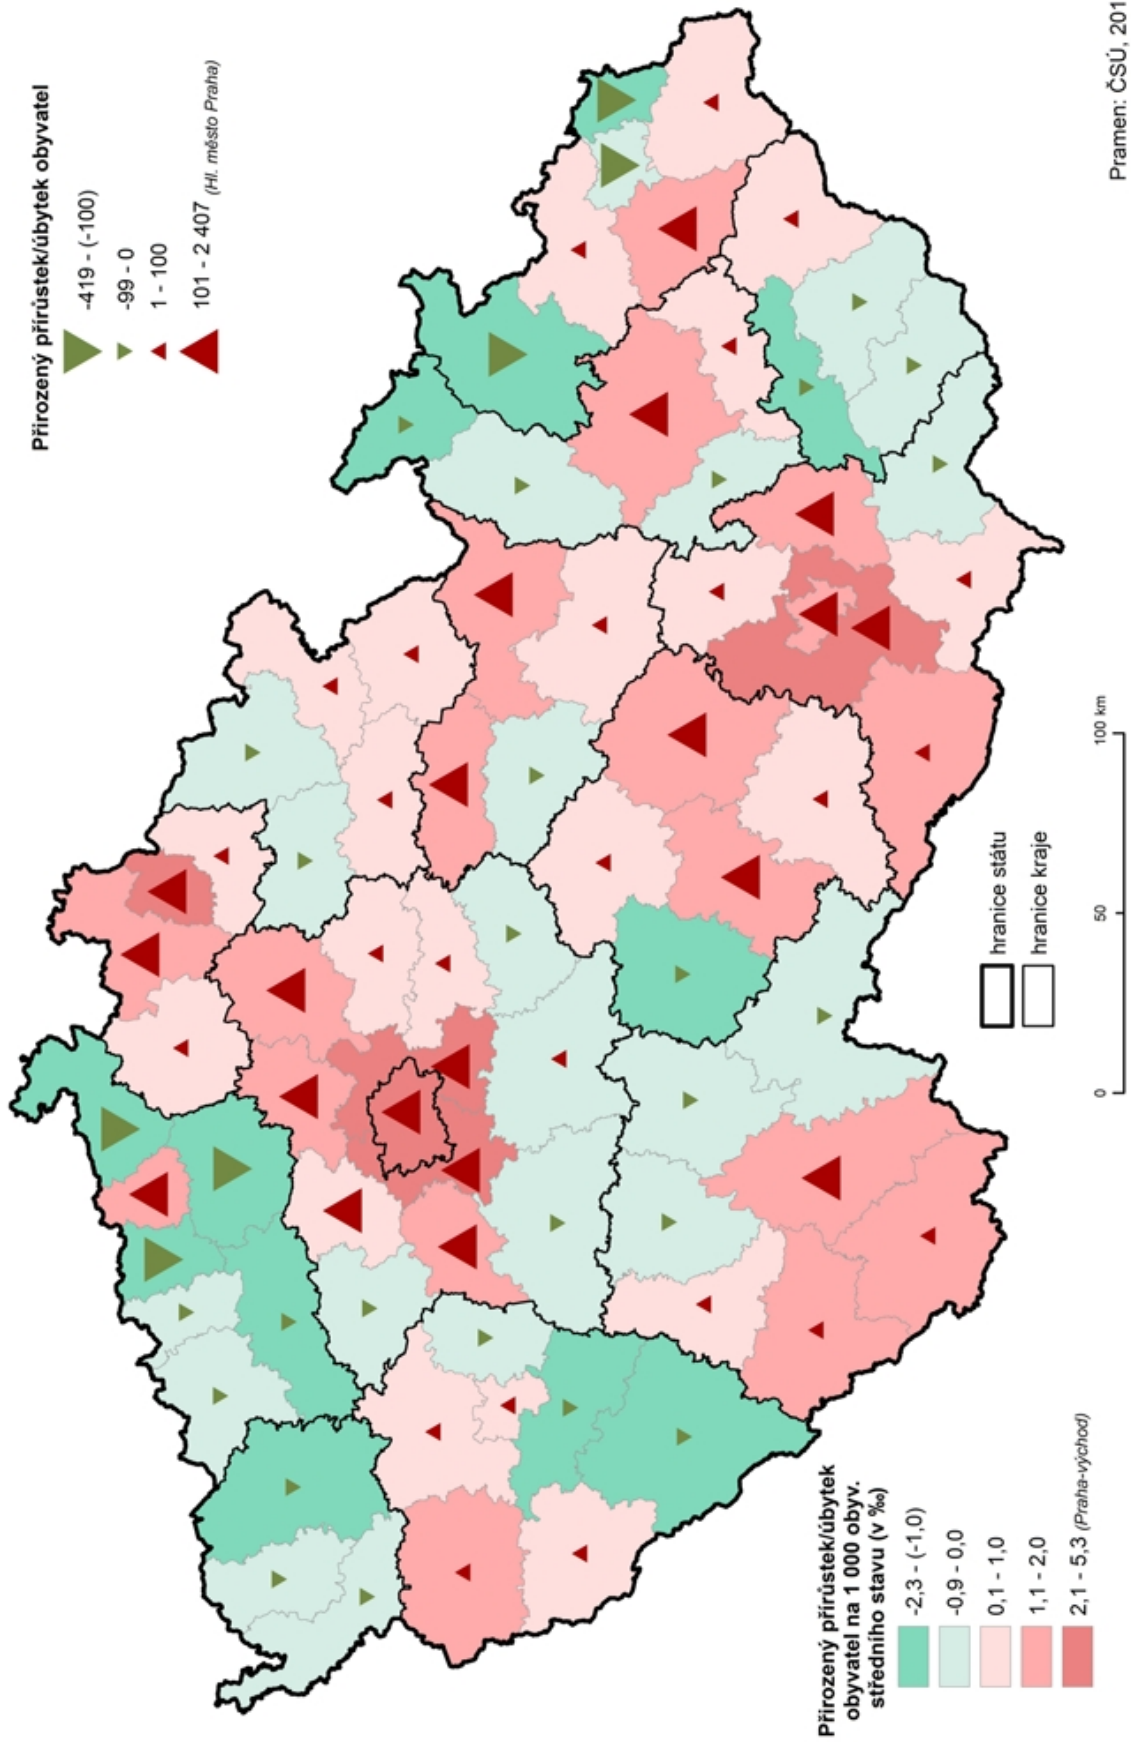 Přirozený přírůstek/úbytek obyvatel
-419 - (-100)
-99 - 0
1 - 100
101 - 2 407 (Hl. město Praha)
Přirozený přírůstek/úbytek
obyvatel na 1 000 obyv.
středního stavu (v ‰)
-2,3 - (-1,0)
-0,9 - 0,0
0,1 - 1,0
1,1 - 2,0
2,1 - 5,3 (Praha-východ)
hranice státu
hranice kraje
0 50 100 km
Pramen: ČSÚ, 201